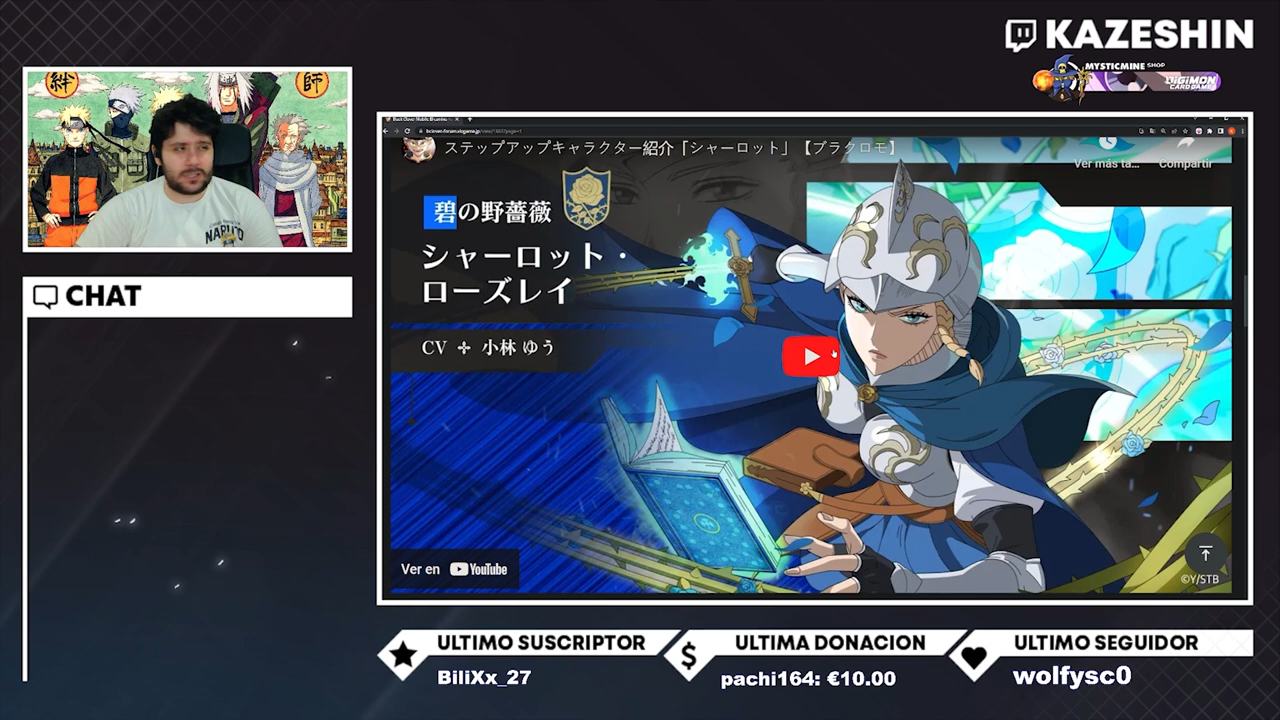 KAZESHIN
MYSTICMINE SHOP
DIGIMON
CARD GAME
絆
師
NARUTO
CHAT
ステップアップキャラクター紹介「シャーロット」【ブラクロモ】
Ver más ta...
Compartir
碧の野薔薇
シャーロット・
ローズレイ
CV ✣ 小林 ゆう
Ver en YouTube
©Y/STB
ULTIMO SUSCRIPTOR
BiliXx_27
ULTIMA DONACION
pachi164: €10.00
ULTIMO SEGUIDOR
wolfysc0